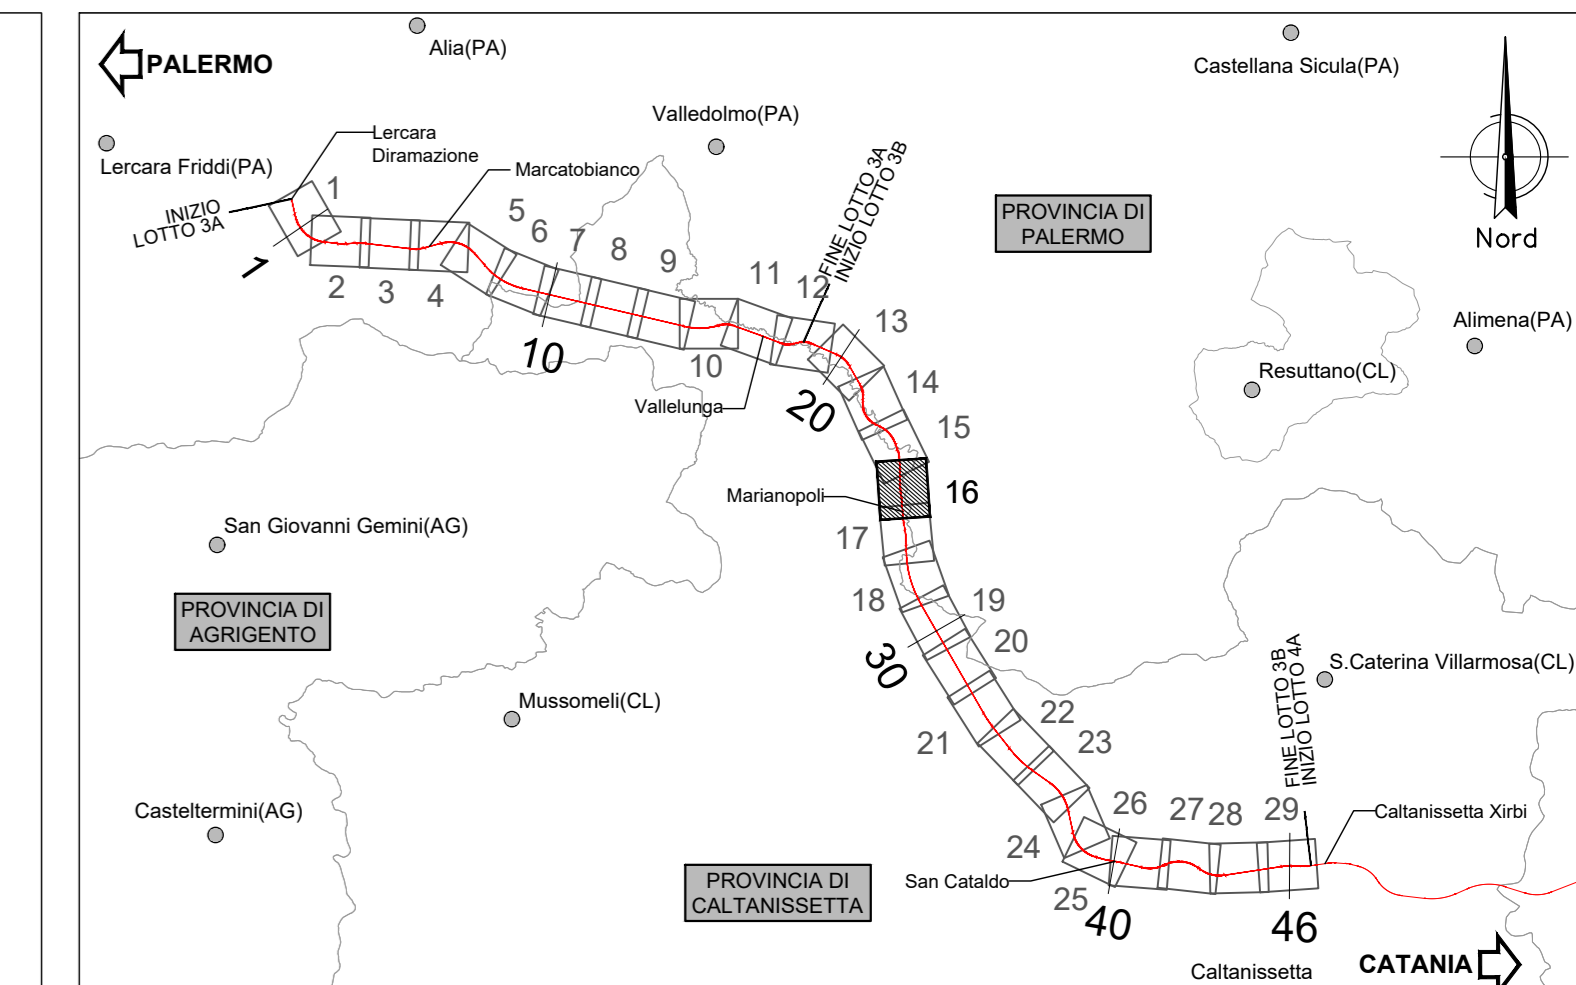 Alia(PA)
PALERMO
Castellana Sicula(PA)
Valledolmo(PA)
Lercara
Diramazione
Lercara Friddi(PA)
Marcatobianco
INIZIO
LOTTO 3A
FINE LOTTO 3A
INIZIO LOTTO 3B
PROVINCIA DI
PALERMO
Nord
1
1
2
3
4
5
6
7
8
9
10
10
11
12
13
14
15
20
Vallelunga
Alimena(PA)
Resuttano(CL)
Marianopoli
16
17
San Giovanni Gemini(AG)
PROVINCIA DI
AGRIGENTO
18
19
20
30
Mussomeli(CL)
S.Caterina Villarmosa(CL)
FINE LOTTO 3B
INIZIO LOTTO 4A
21
22
23
Casteltermini(AG)
24
25
26
27
28
29
Caltanissetta Xirbi
San Cataldo
PROVINCIA DI
CALTANISSETTA
40
46
Caltanissetta
CATANIA